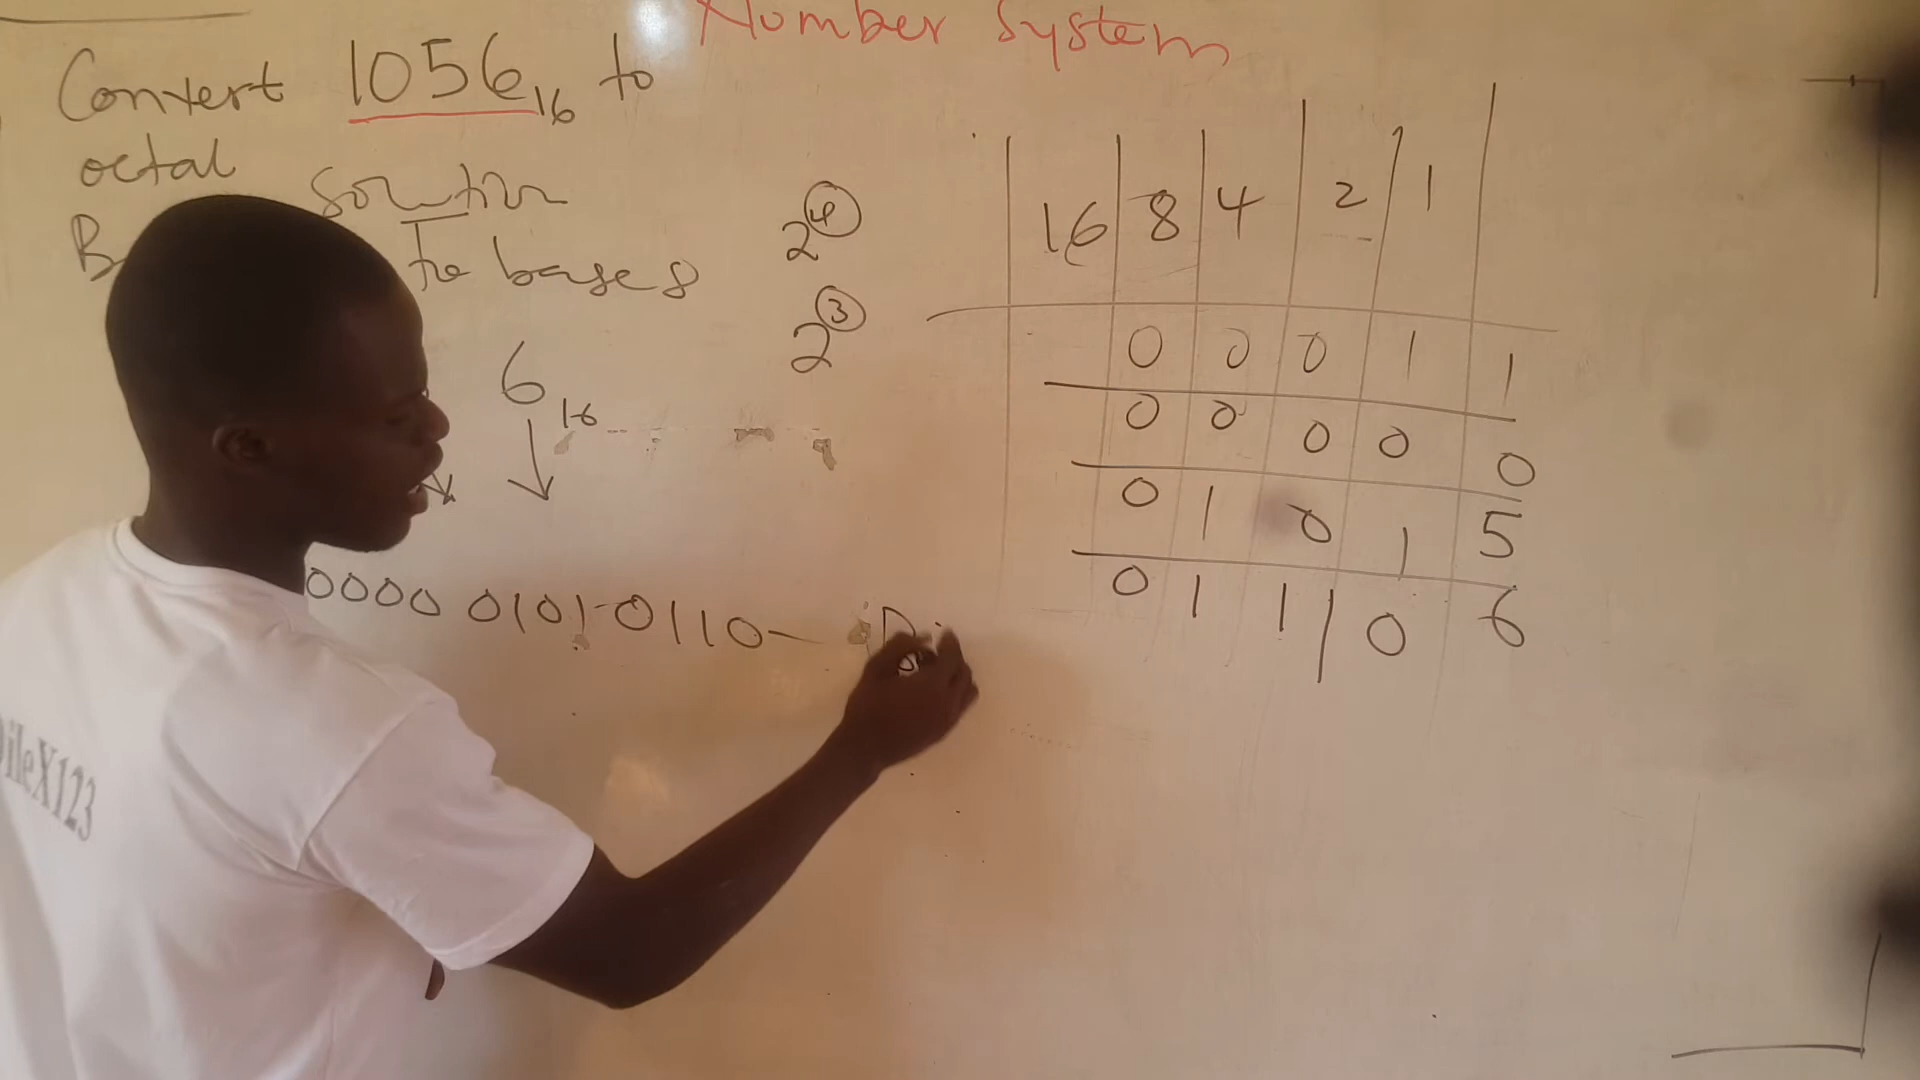 Number System
Convert 1056₁₆ to
octal
Solution
the bases
2⁴
2³
6₁₆
0000 0101 0110
16 8 4 2 1
0 0 0 1 1
0 0 0 0 0
0 1 0 1 5
0 1 1 0 6
ileX123